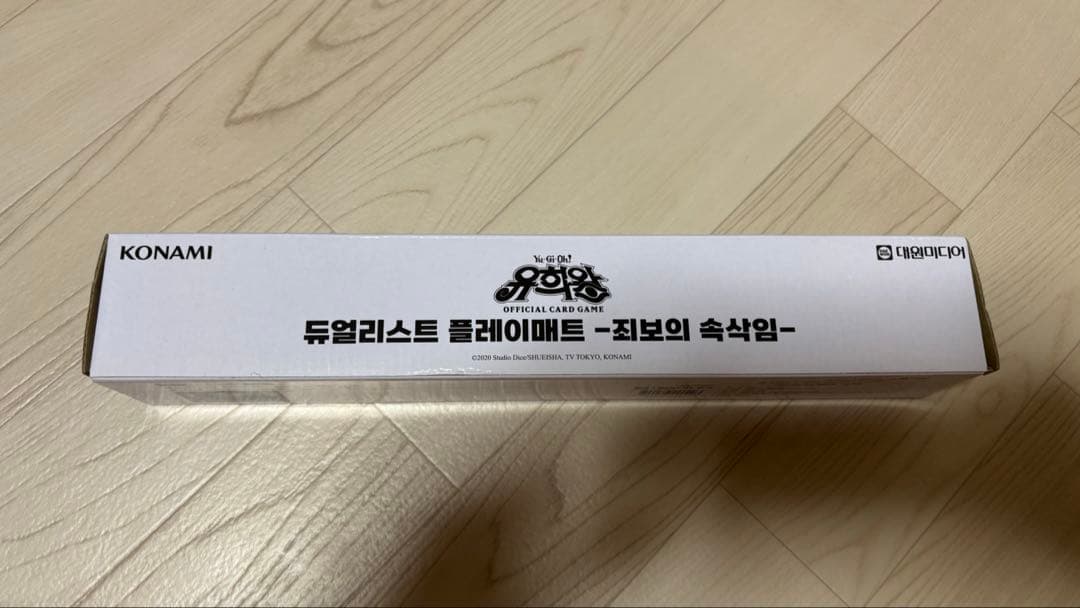 KONAMI
대원미디어
Yu-Gi-Oh!
유희왕
OFFICIAL CARD GAME
듀얼리스트 플레이매트 -죄보의 속삭임-
©2020 Studio Dice/SHUEISHA, TV TOKYO, KONAMI